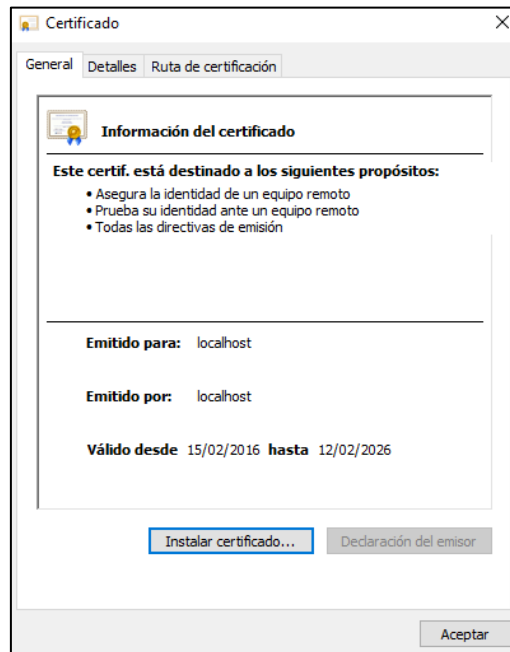 Certificado
General Detalles Ruta de certificación
Información del certificado
Este certif. está destinado a los siguientes propósitos:
• Asegura la identidad de un equipo remoto
• Prueba su identidad ante un equipo remoto
• Todas las directivas de emisión
Emitido para: localhost
Emitido por: localhost
Válido desde 15/02/2016 hasta 12/02/2026
Instalar certificado... Declaración del emisor
Aceptar